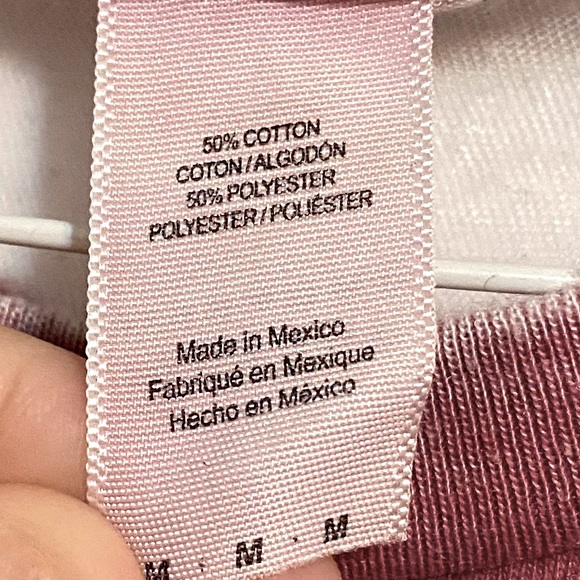 50% COTTON
COTON/ALGODÓN
50% POLYESTER
POLYESTER/POLIÉSTER
Made in Mexico
Fabriqué en Mexique
Hecho en México
M · M · M